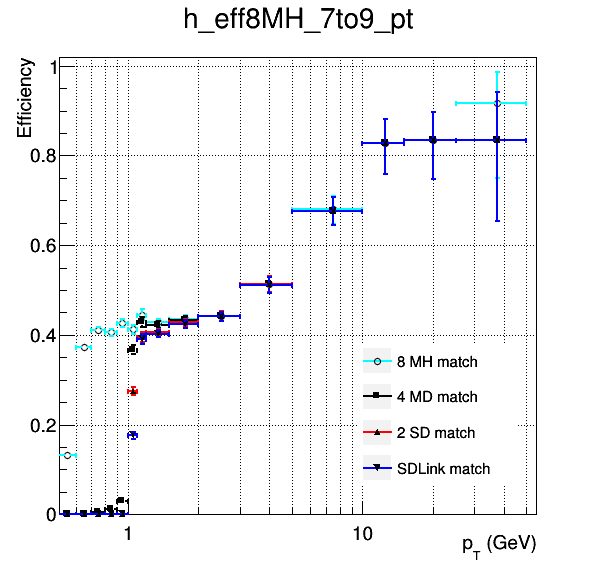 h_eff8MH_7to9_pt
Efficiency
1
0.8
0.6
0.4
0.2
0
8 MH match
4 MD match
2 SD match
SDLink match
1
10
pT (GeV)